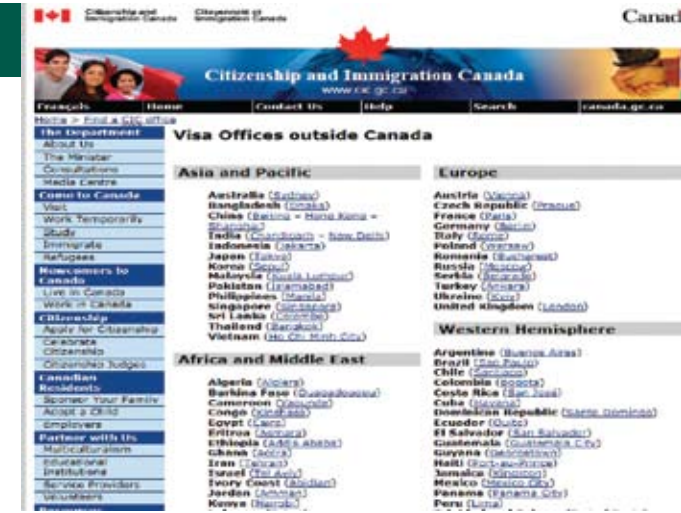 Citizenship and Immigration Canada
Citoyenneté et Immigration Canada
Canad
Citizenship and Immigration Canada
www.cic.gc.ca
Français Home Contact Us Help Search canada.gc.ca
Home > Find a CIC office
The Department
About Us
The Minister
Consultations
Media Centre
Come to Canada
Visit
Work Temporarily
Study
Immigrate
Refugees
Newcomers to
Canada
Live in Canada
Work in Canada
Citizenship
Apply for Citizenship
Celebrate
Citizenship
Citizenship Judges
Canadian
Residents
Sponsor Your Family
Adopt a Child
Employers
Partner with Us
Multiculturalism
Educational
Institutions
Service Providers
Volunteers
Visa Offices outside Canada
Asia and Pacific
Australia (Sydney)
Bangladesh (Dhaka)
China (Beijing - Hong Kong -
Shanghai)
India (Chandigarh - New Delhi)
Indonesia (Jakarta)
Japan (Tokyo)
Korea (Seoul)
Malaysia (Kuala Lumpur)
Pakistan (Islamabad)
Philippines (Manila)
Singapore (Singapore)
Sri Lanka (Colombo)
Thailand (Bangkok)
Vietnam (Ho Chi Minh City)
Africa and Middle East
Algeria (Algiers)
Burkina Faso (Ouagadougou)
Cameroon (Yaounde)
Congo (Kinshasa)
Egypt (Cairo)
Eritrea (Asmara)
Ethiopia (Addis Ababa)
Ghana (Accra)
Iran (Tehran)
Israel (Tel Aviv)
Ivory Coast (Abidjan)
Jordan (Amman)
Kenya (Nairobi)
Europe
Austria (Vienna)
Czech Republic (Prague)
France (Paris)
Germany (Berlin)
Italy (Rome)
Poland (Warsaw)
Romania (Bucharest)
Russia (Moscow)
Serbia (Belgrade)
Turkey (Ankara)
Ukraine (Kyiv)
United Kingdom (London)
Western Hemisphere
Argentina (Buenos Aires)
Brazil (Sao Paulo)
Chile (Santiago)
Colombia (Bogota)
Costa Rica (San José)
Cuba (Havana)
Dominican Republic (Santo Domingo)
Ecuador (Quito)
El Salvador (San Salvador)
Guatemala (Guatemala City)
Guyana (Georgetown)
Haiti (Port-au-Prince)
Jamaica (Kingston)
Mexico (Mexico City)
Panama (Panama City)
Peru (Lima)